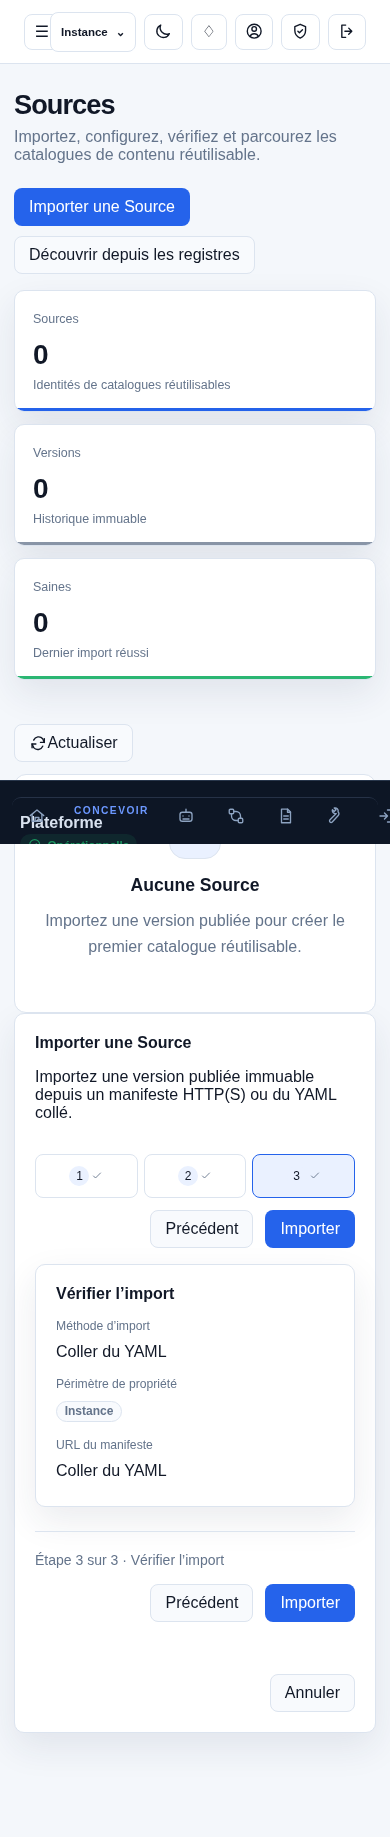 Instance
Sources
Importez, configurez, vérifiez et parcourez les
catalogues de contenu réutilisable.
Importer une Source
Découvrir depuis les registres
Sources
0
Identités de catalogues réutilisables
Versions
0
Historique immuable
Saines
0
Dernier import réussi
Actualiser
CONCEVOIR
Plateforme
Opérationnelle
Aucune Source
Importez une version publiée immuable pour créer le
premier catalogue réutilisable.
Importer une Source
Importez une version publiée immuable
depuis un manifeste HTTP(S) ou du YAML
collé.
1
2
3
Précédent
Importer
Vérifier l’import
Méthode d’import
Coller du YAML
Périmètre de propriété
Instance
URL du manifeste
Coller du YAML
Étape 3 sur 3 · Vérifier l’import
Précédent
Importer
Annuler